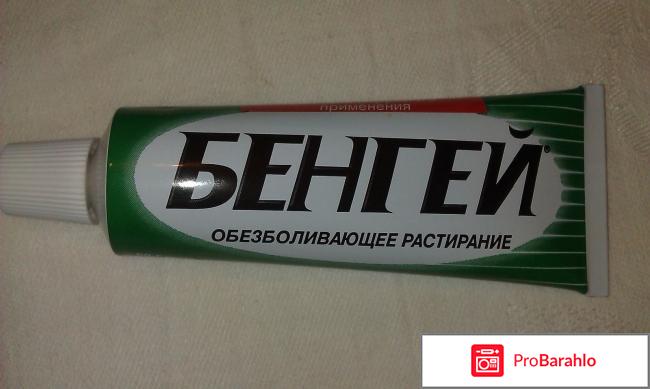 применения
БЕНГЕЙ®
ОБЕЗБОЛИВАЮЩЕЕ РАСТИРАНИЕ
ProBarahlo